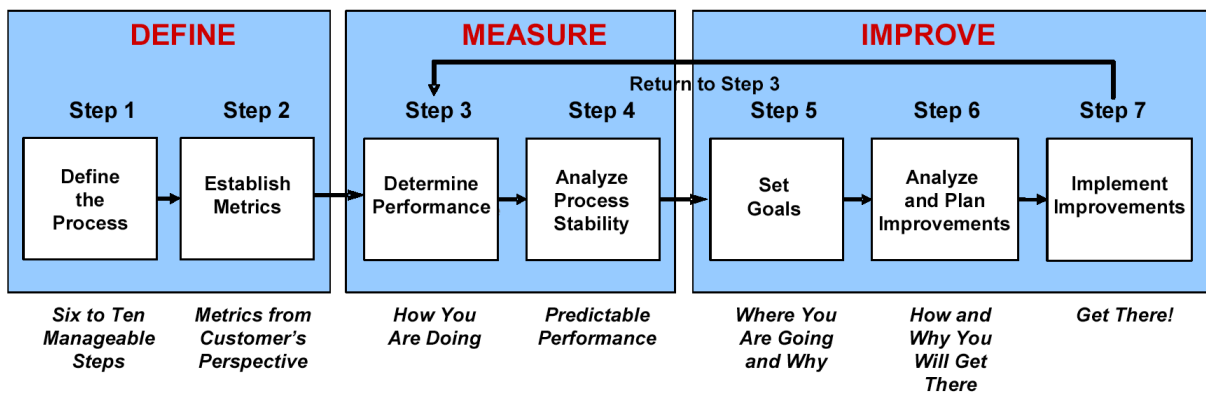 DEFINE
MEASURE
IMPROVE
Return to Step 3
Step 1
Step 2
Step 3
Step 4
Step 5
Step 6
Step 7
Define
the
Process
Establish
Metrics
Determine
Performance
Analyze
Process
Stability
Set
Goals
Analyze
and Plan
Improvements
Implement
Improvements
Six to Ten
Manageable
Steps
Metrics from
Customer's
Perspective
How You
Are Doing
Predictable
Performance
Where You
Are Going
and Why
How and
Why You
Will Get
There
Get There!